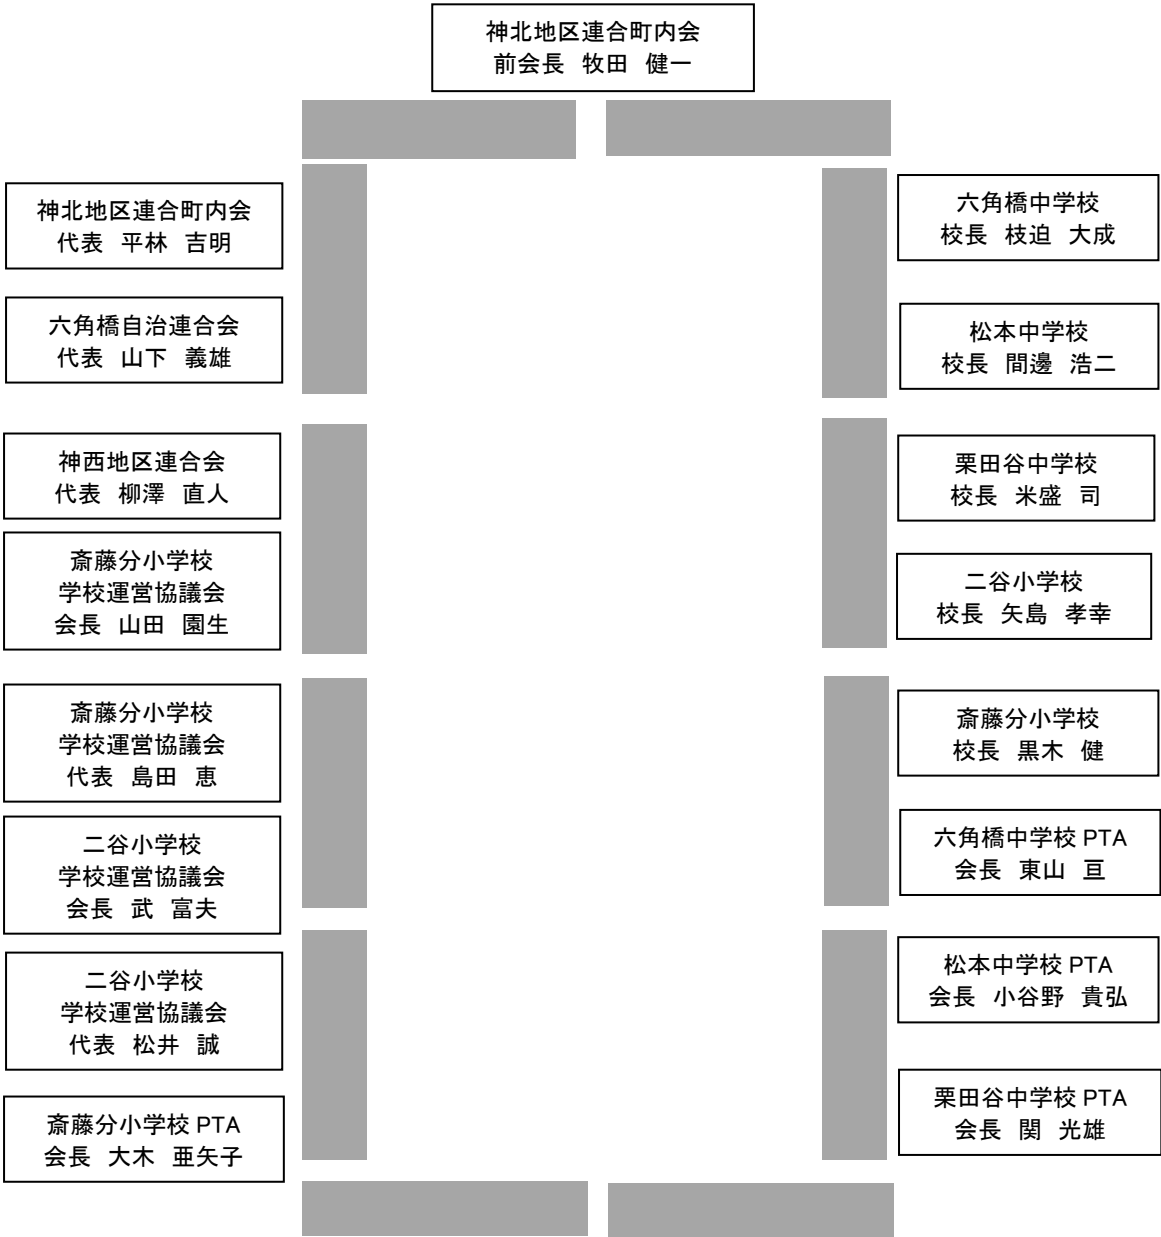 神北地区連合町内会
前会長 牧田 健一
神北地区連合町内会
代表 平林 吉明
六角橋自治連合会
代表 山下 義雄
神西地区連合会
代表 柳澤 直人
斎藤分小学校
学校運営協議会
会長 山田 園生
斎藤分小学校
学校運営協議会
代表 島田 恵
二谷小学校
学校運営協議会
会長 武 富夫
二谷小学校
学校運営協議会
代表 松井 誠
斎藤分小学校 PTA
会長 大木 亜矢子
六角橋中学校
校長 枝迫 大成
松本中学校
校長 間邊 浩二
栗田谷中学校
校長 米盛 司
二谷小学校
校長 矢島 孝幸
斎藤分小学校
校長 黒木 健
六角橋中学校 PTA
会長 東山 亘
松本中学校 PTA
会長 小谷野 貴弘
栗田谷中学校 PTA
会長 関 光雄